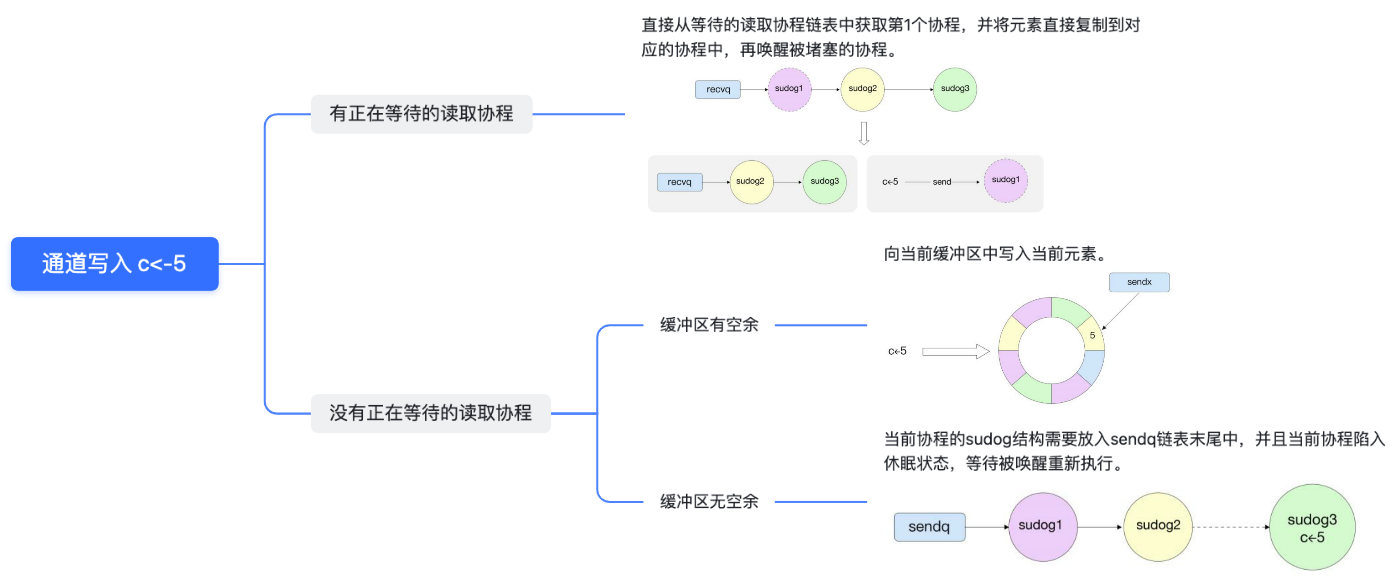 直接从等待的读取协程链表中获取第1个协程，并将元素直接复制到对
应的协程中，再唤醒被堵塞的协程。
recvq
sudog1
sudog2
sudog3
有正在等待的读取协程
recvq
sudog2
sudog3
c←5
send
sudog1
通道写入 c<-5
向当前缓冲区中写入当前元素。
sendx
缓冲区有空余
5
c←5
没有正在等待的读取协程
当前协程的sudog结构需要放入sendq链表末尾中，并且当前协程陷入
休眠状态，等待被唤醒重新执行。
缓冲区无空余
sendq
sudog1
sudog2
sudog3
c←5